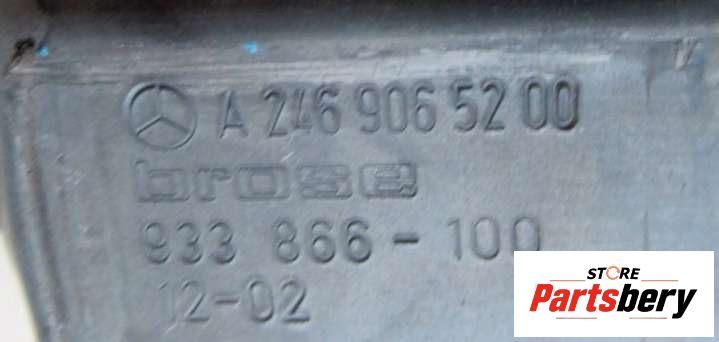 A 246 906 52 00
brose
933 866-100
12-02
STORE
Partsbery